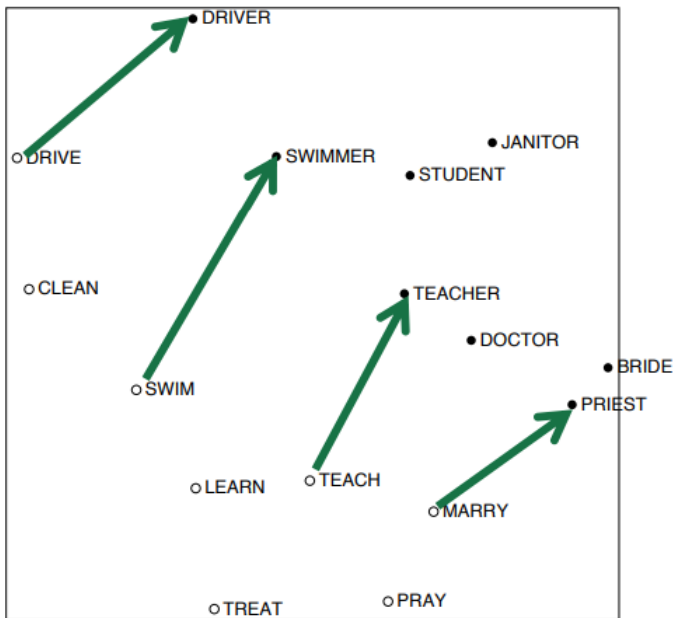 DRIVER
JANITOR
DRIVE
SWIMMER
STUDENT
CLEAN
TEACHER
DOCTOR
BRIDE
SWIM
PRIEST
LEARN
TEACH
MARRY
TREAT
PRAY